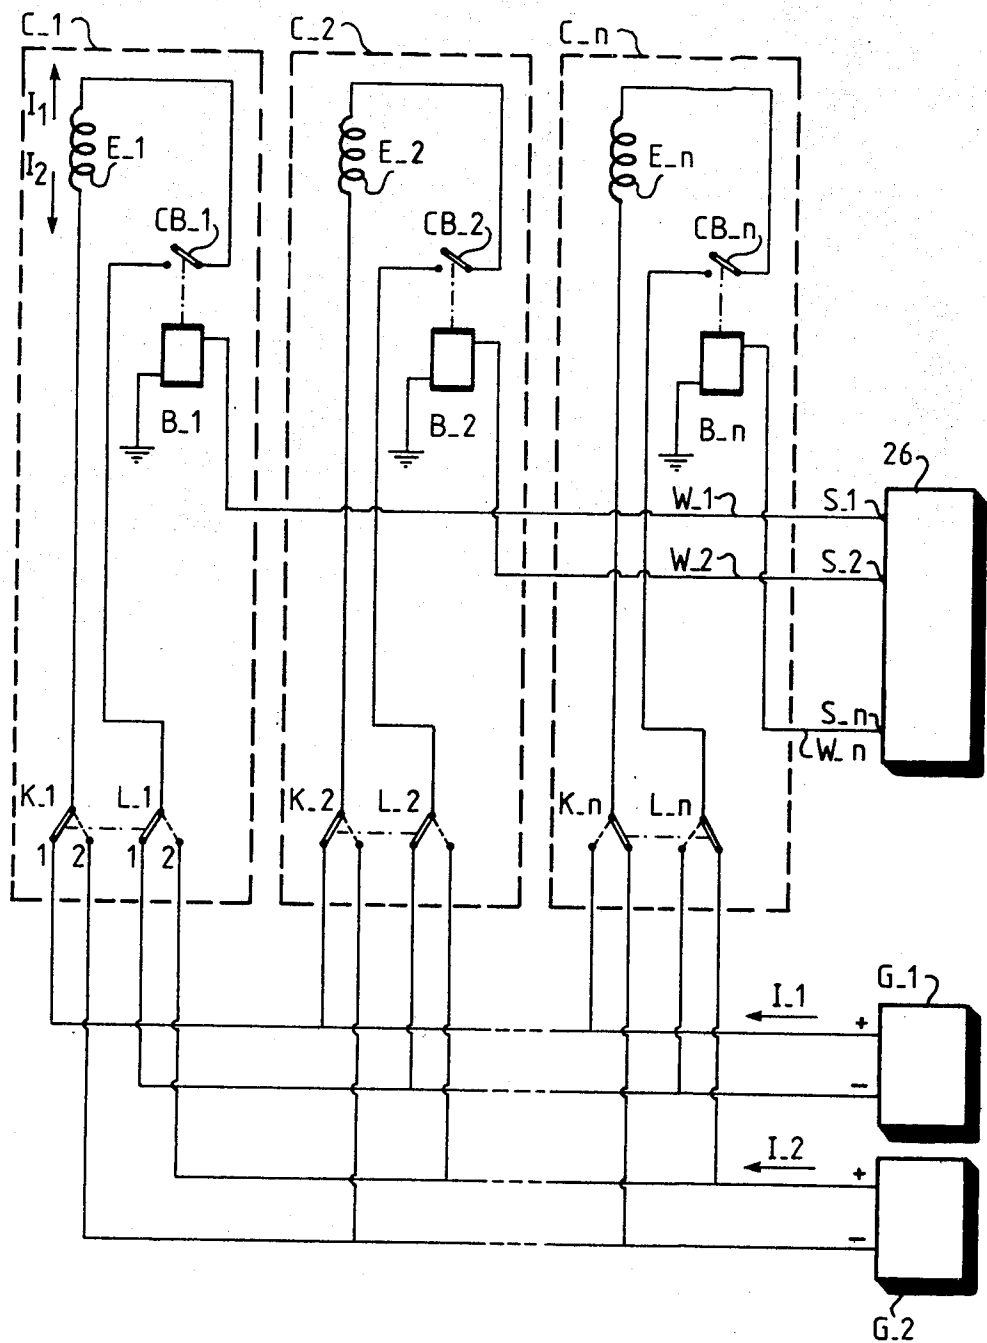 C_1
C_2
C_n
I1
I2
E_1
E_2
E_n
CB_1
CB_2
CB_n
B_1
B_2
B_n
26
W_1
S_1
W_2
S_2
S_n
W_n
K_1
L_1
K_2
L_2
K_n
L_n
1
2
1
2
G_1
I_1
+
–
I_2
+
–
G_2